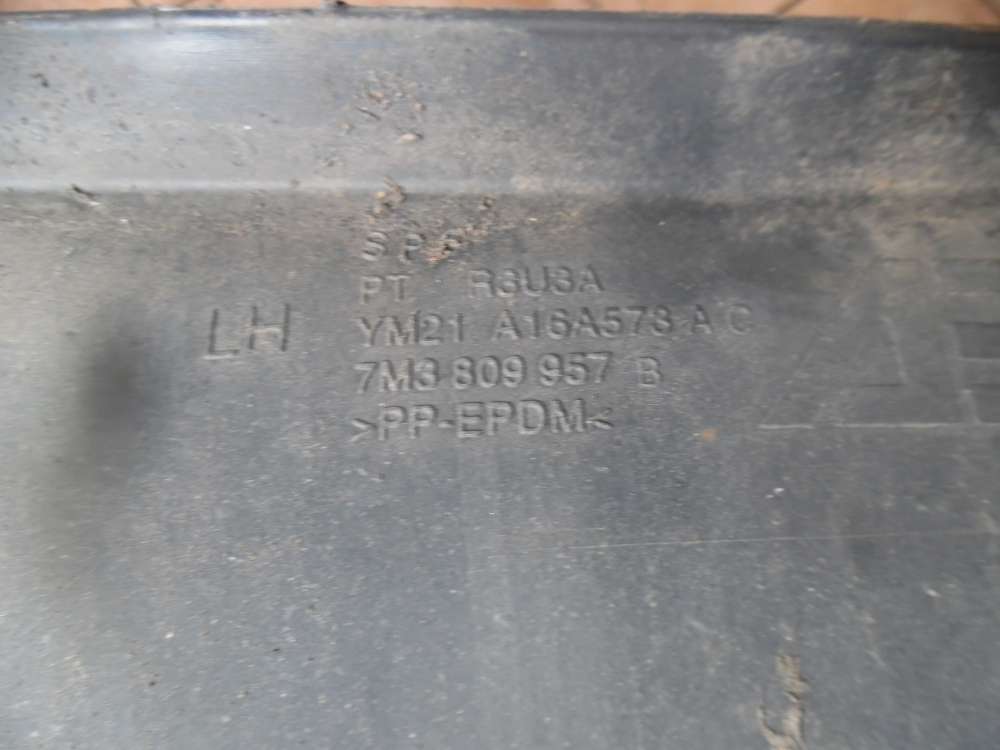 S P
PT R3U3A
LH YM21 A16A573 A C
7M3 809 957 B
>PP-EPDM<